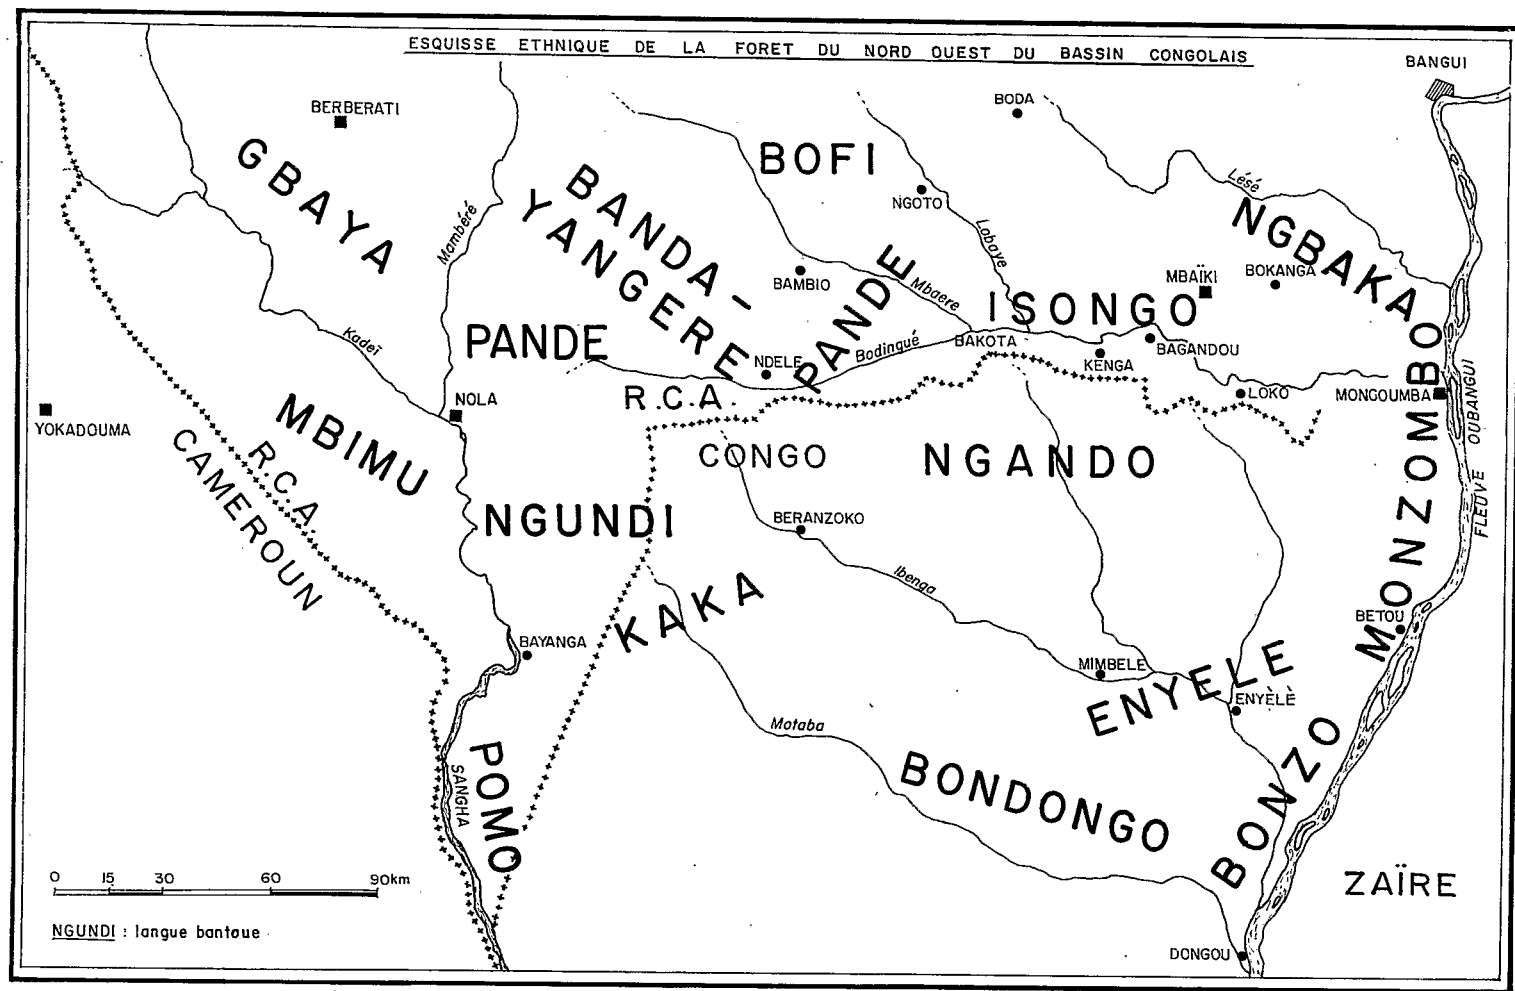 ESQUISSE ETHNIQUE DE LA FORET DU NORD OUEST DU BASSIN CONGOLAIS
BANGUI
BERBERATI
BODA
GBAYA
BANDA-
YANGERE
BOFI
NGOTO
Lésé
NGBAKA
Mambéré
Lobaye
BAMBIO
PANDE
Mbaere
MBAÏKI
BOKANGA
ISONGO
Kadeï
PANDE
NDELE
Bodingué
BAKOTA
KENGA
BAGANDOU
NOLA
R.C.A.
LOKO
MONGOUMBA
YOKADOUMA
MBIMU
R.C.A.
CAMEROUN
CONGO
NGANDO
MONZOMBO
FLEUVE OUBANGUI
NGUNDI
BERANZOKO
KAKA
Ibenga
BETOU
BAYANGA
MIMBELE
ENYELE
ENYÈLÈ
Motaba
POMO
SANGHA
BONDONGO
BONZO
ZAÏRE
0 15 30 60 90km
NGUNDI : langue bantoue
DONGOU